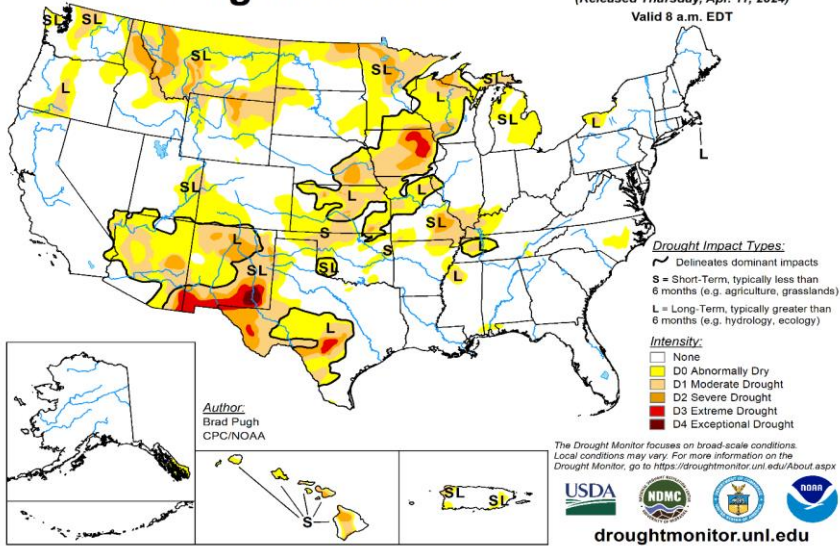 (Released Thursday, Apr. 11, 2024)
Valid 8 a.m. EDT
SL
SL
SL
L
SL
SL
L
SL
L
L
SL
L
L
S
SL
S
L
L
SL
SL
L
L
Drought Impact Types:
Delineates dominant impacts
S = Short-Term, typically less than
6 months (e.g. agriculture, grasslands)
L = Long-Term, typically greater than
6 months (e.g. hydrology, ecology)
Intensity:
None
D0 Abnormally Dry
D1 Moderate Drought
D2 Severe Drought
D3 Extreme Drought
D4 Exceptional Drought
Author:
Brad Pugh
CPC/NOAA
S
SL
SL
The Drought Monitor focuses on broad-scale conditions.
Local conditions may vary. For more information on the
Drought Monitor, go to https://droughtmonitor.unl.edu/About.aspx
USDA
NDMC
NOAA
droughtmonitor.unl.edu